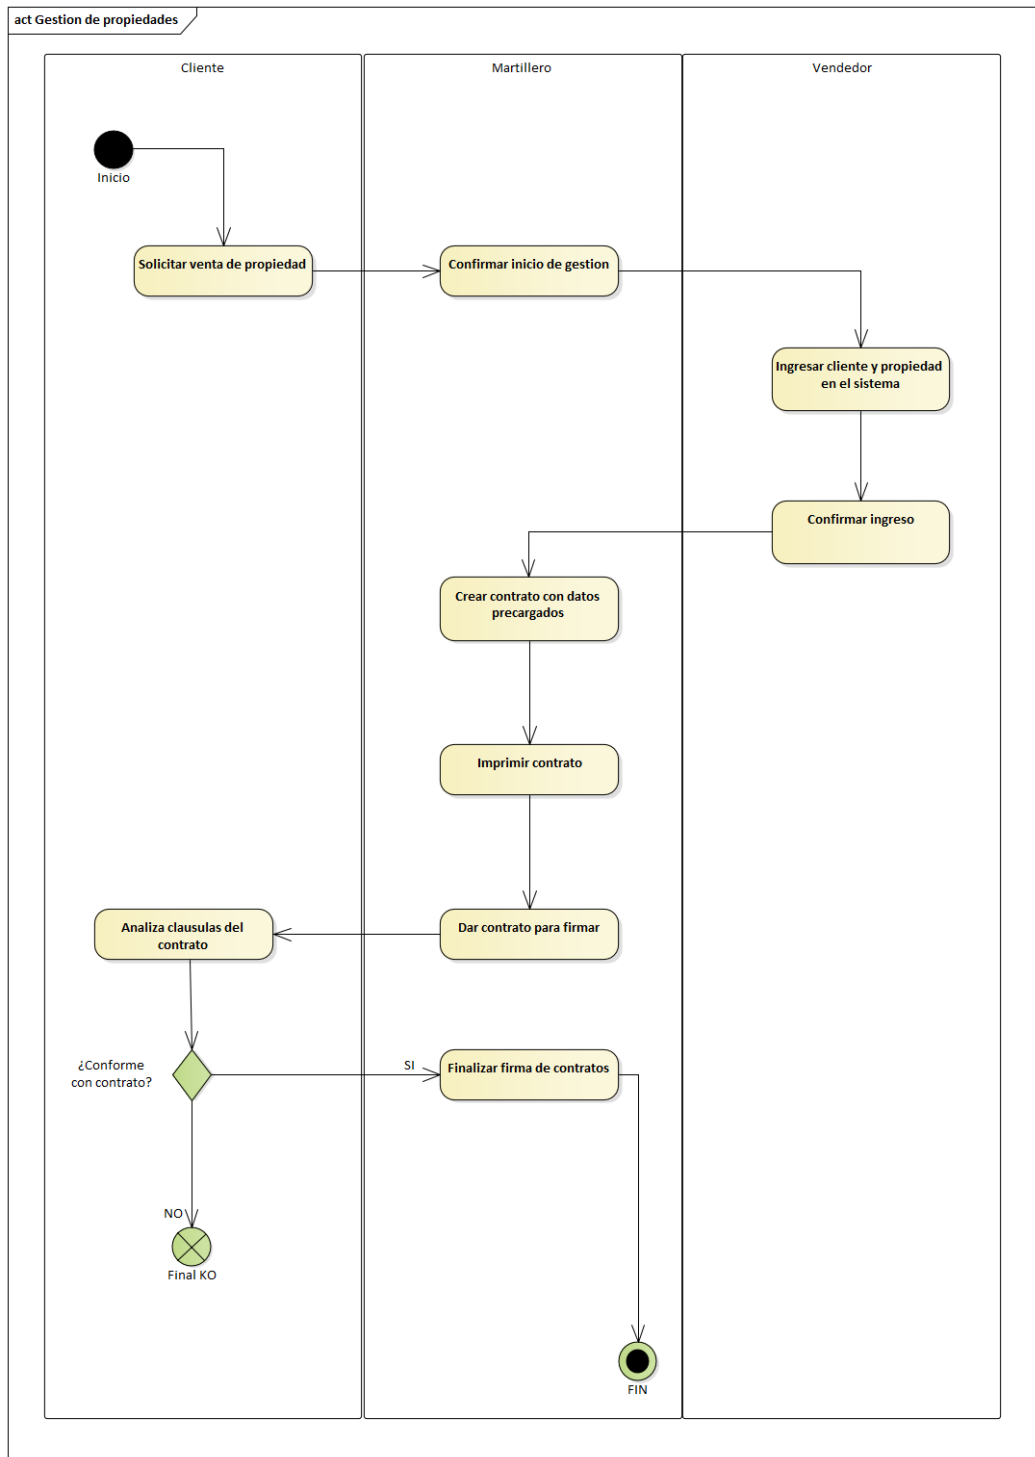 act Gestion de propiedades
Cliente
Martillero
Vendedor
Inicio
Solicitar venta de propiedad
Confirmar inicio de gestion
Ingresar cliente y propiedad
en el sistema
Confirmar ingreso
Crear contrato con datos
precargados
Imprimir contrato
Dar contrato para firmar
Analiza clausulas del
contrato
¿Conforme
con contrato?
SI
Finalizar firma de contratos
NO
Final KO
FIN